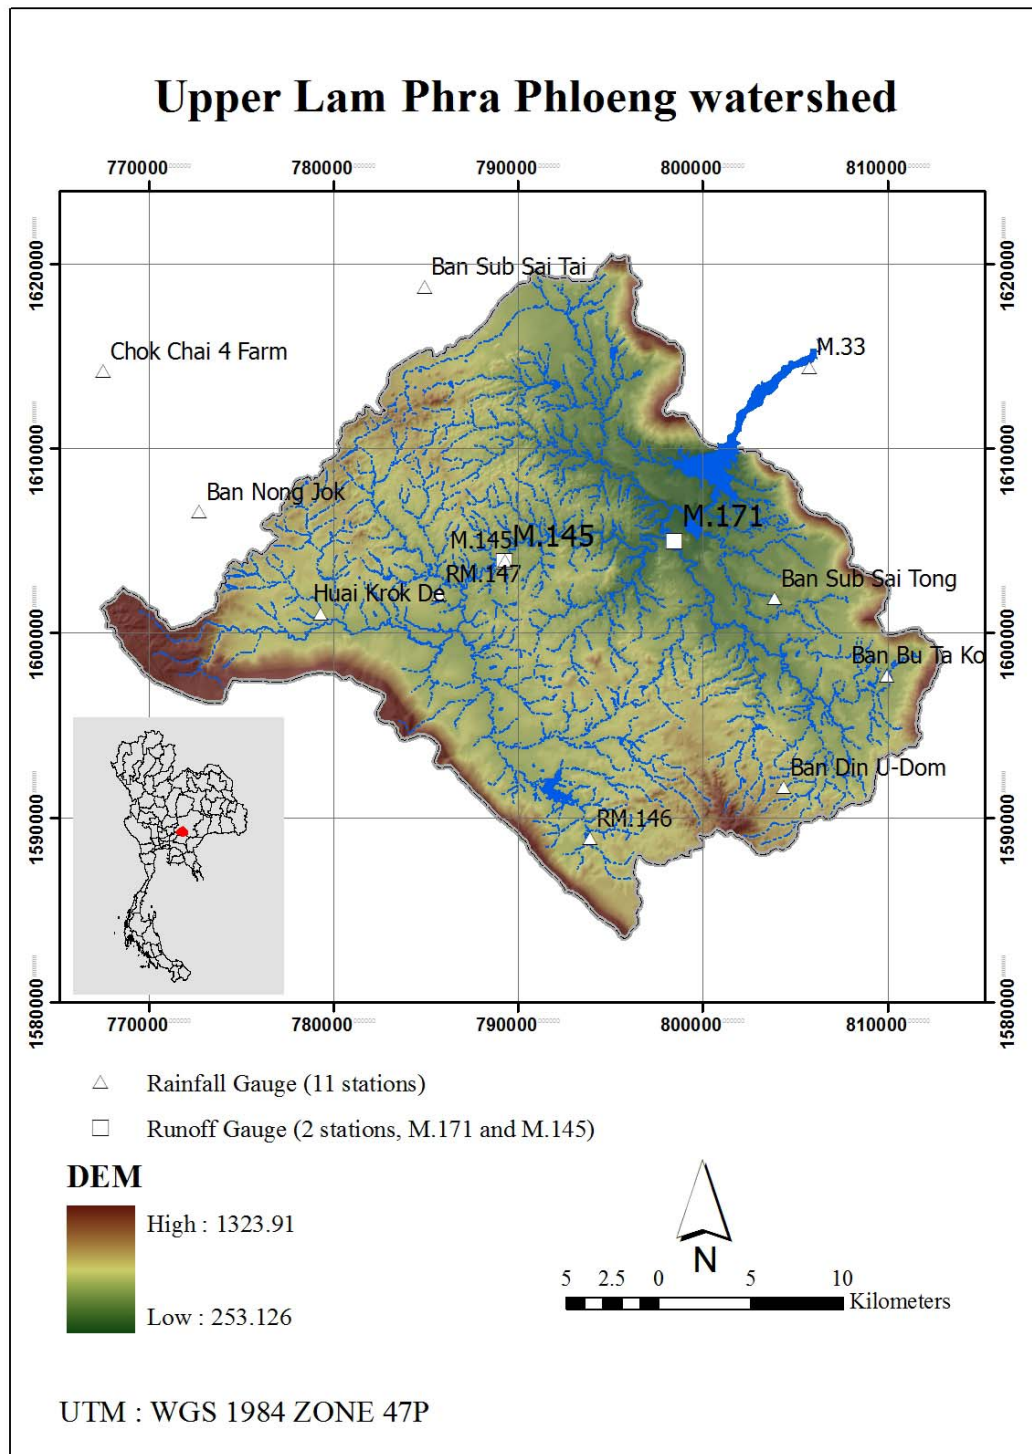 Upper Lam Phra Phloeng watershed
770000 780000 790000 800000 810000
1620000 1620000
Ban Sub Sai Tai
M.33
Chok Chai 4 Farm
1610000 1610000
Ban Nong Jok
M.171
M.145 M.145
RM.147
Ban Sub Sai Tong
Huai Krok De
1600000 1600000
Ban Bu Ta Ko
Ban Din U-Dom
RM.146
1590000 1590000
1580000 1580000
770000 780000 790000 800000 810000
Rainfall Gauge (11 stations)
Runoff Gauge (2 stations, M.171 and M.145)
DEM
High : 1323.91
Low : 253.126
N
5 2.5 0 5 10
Kilometers
UTM : WGS 1984 ZONE 47P